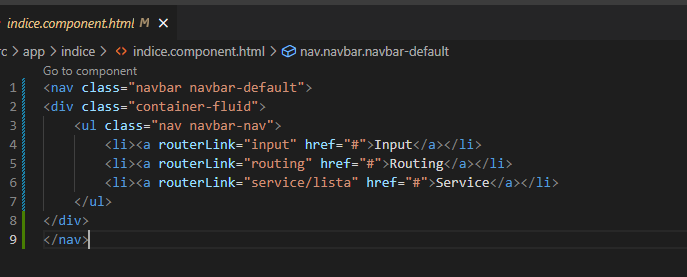 indice.component.html M ×
rc > app > indice > <> indice.component.html > nav.navbar.navbar-default
Go to component
1 <nav class="navbar navbar-default">
2 <div class="container-fluid">
3     <ul class="nav navbar-nav">
4         <li><a routerLink="input" href="#">Input</a></li>
5         <li><a routerLink="routing" href="#">Routing</a></li>
6         <li><a routerLink="service/lista" href="#">Service</a></li>
7     </ul>
8 </div>
9 </nav>